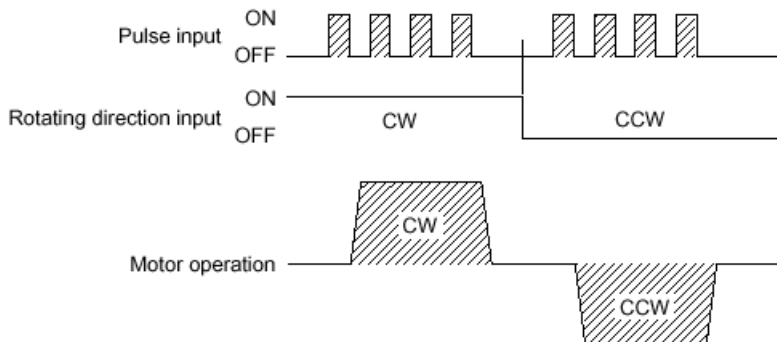 ON
Pulse input
OFF
ON
Rotating direction input
CW
CCW
OFF
CW
Motor operation
CCW